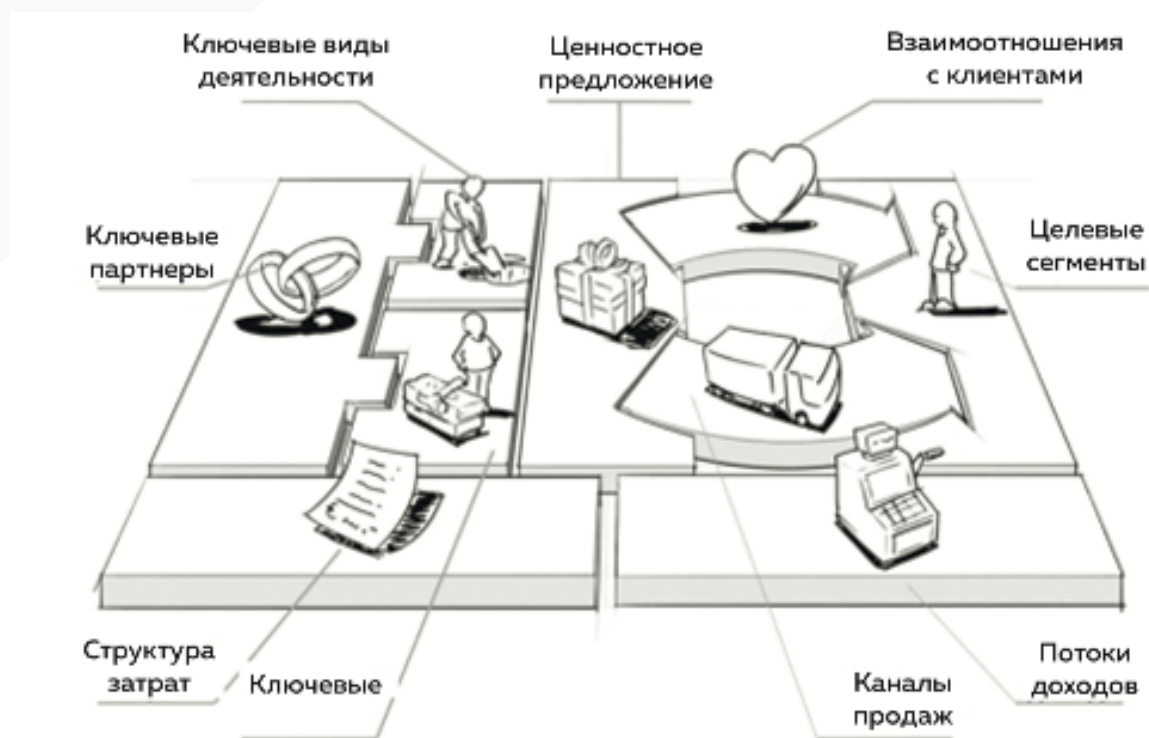 Ключевые виды
деятельности
Ценностное
предложение
Взаимоотношения
с клиентами
Ключевые
партнеры
Целевые
сегменты
Структура
затрат
Ключевые
Каналы
продаж
Потоки
доходов